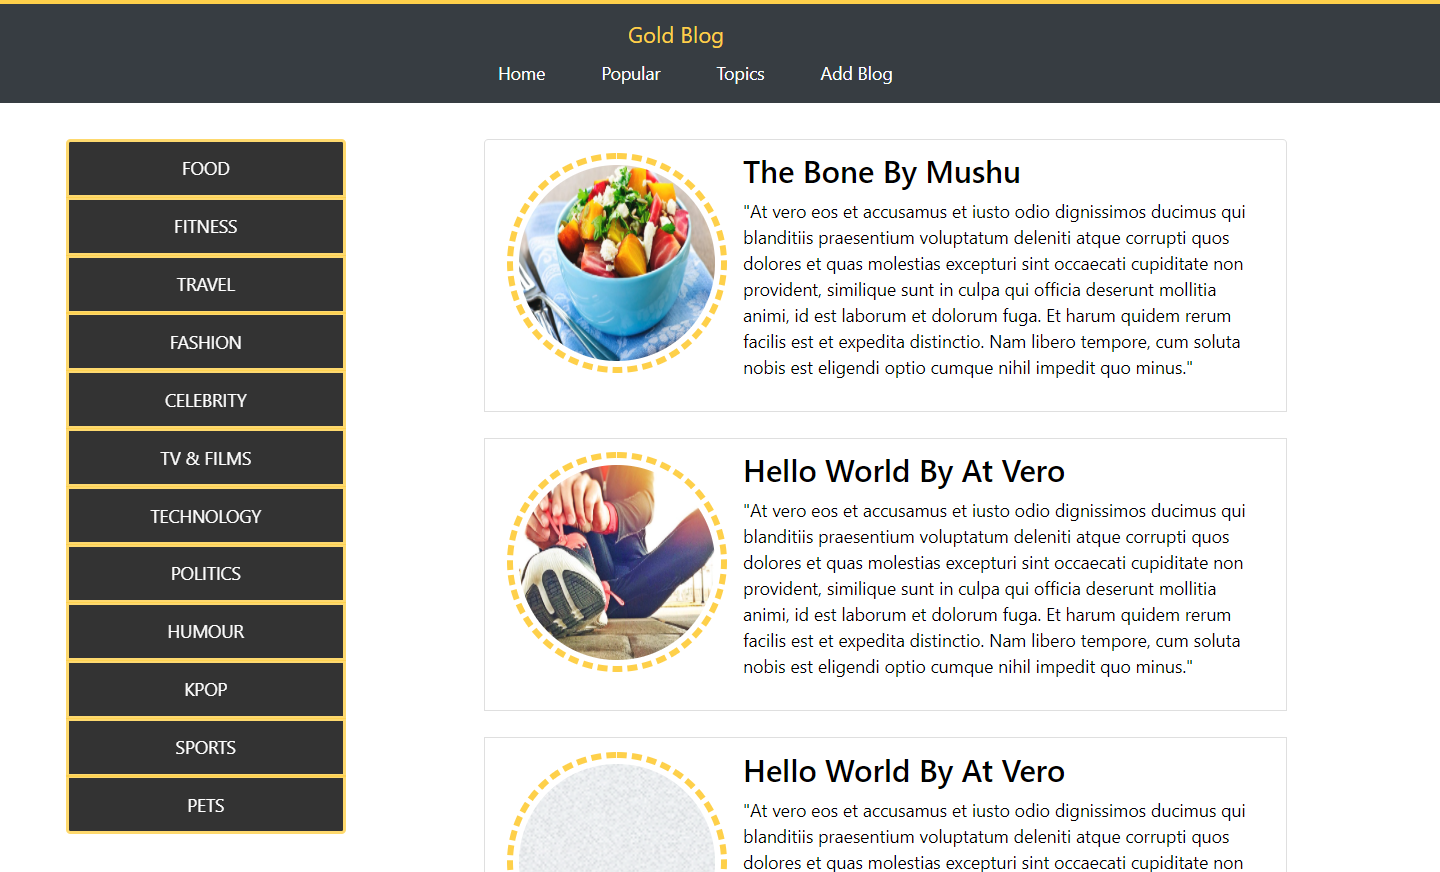 Gold Blog
Home Popular Topics Add Blog
FOOD
FITNESS
TRAVEL
FASHION
CELEBRITY
TV & FILMS
TECHNOLOGY
POLITICS
HUMOUR
KPOP
SPORTS
PETS
The Bone By Mushu
"At vero eos et accusamus et iusto odio dignissimos ducimus qui
blanditiis praesentium voluptatum deleniti atque corrupti quos
dolores et quas molestias excepturi sint occaecati cupiditate non
provident, similique sunt in culpa qui officia deserunt mollitia
animi, id est laborum et dolorum fuga. Et harum quidem rerum
facilis est et expedita distinctio. Nam libero tempore, cum soluta
nobis est eligendi optio cumque nihil impedit quo minus."
Hello World By At Vero
"At vero eos et accusamus et iusto odio dignissimos ducimus qui
blanditiis praesentium voluptatum deleniti atque corrupti quos
dolores et quas molestias excepturi sint occaecati cupiditate non
provident, similique sunt in culpa qui officia deserunt mollitia
animi, id est laborum et dolorum fuga. Et harum quidem rerum
facilis est et expedita distinctio. Nam libero tempore, cum soluta
nobis est eligendi optio cumque nihil impedit quo minus."
Hello World By At Vero
"At vero eos et accusamus et iusto odio dignissimos ducimus qui
blanditiis praesentium voluptatum deleniti atque corrupti quos
dolores et quas molestias excepturi sint occaecati cupiditate non